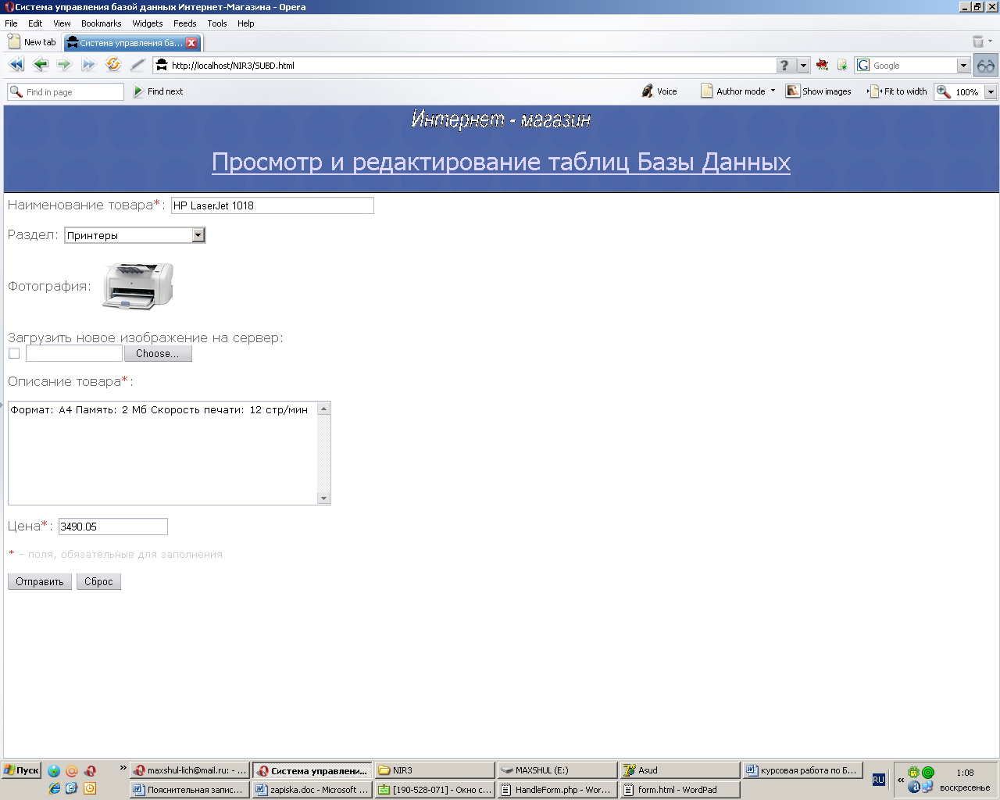 Система управления базой данных Интернет-Магазина - Opera
File Edit View Bookmarks Widgets Feeds Tools Help
New tab Система управления ба...
http://localhost/NIR3/SUBD.html ? Google
Find in page Find next Voice Author mode Show images Fit to width 100%
Интернет - магазин
Просмотр и редактирование таблиц Базы Данных
Наименование товара*: HP LaserJet 1018
Раздел: Принтеры
Фотография:
Загрузить новое изображение на сервер:
Choose...
Описание товара*:
Формат: A4 Память: 2 Мб Скорость печати: 12 стр/мин
Цена*: 3490.05
* - поля, обязательные для заполнения
Отправить Сброс
Пуск » maxshul-lich@mail.ru: - ... Система управлени... NIR3 MAXSHUL (E:) Asud курсовая работа по Б... RU « 1:08
Пояснительная запис... zapiska.doc - Microsoft ... [190-528-071] - Окно с... HandleForm.php - Wor... form.html - WordPad воскресенье